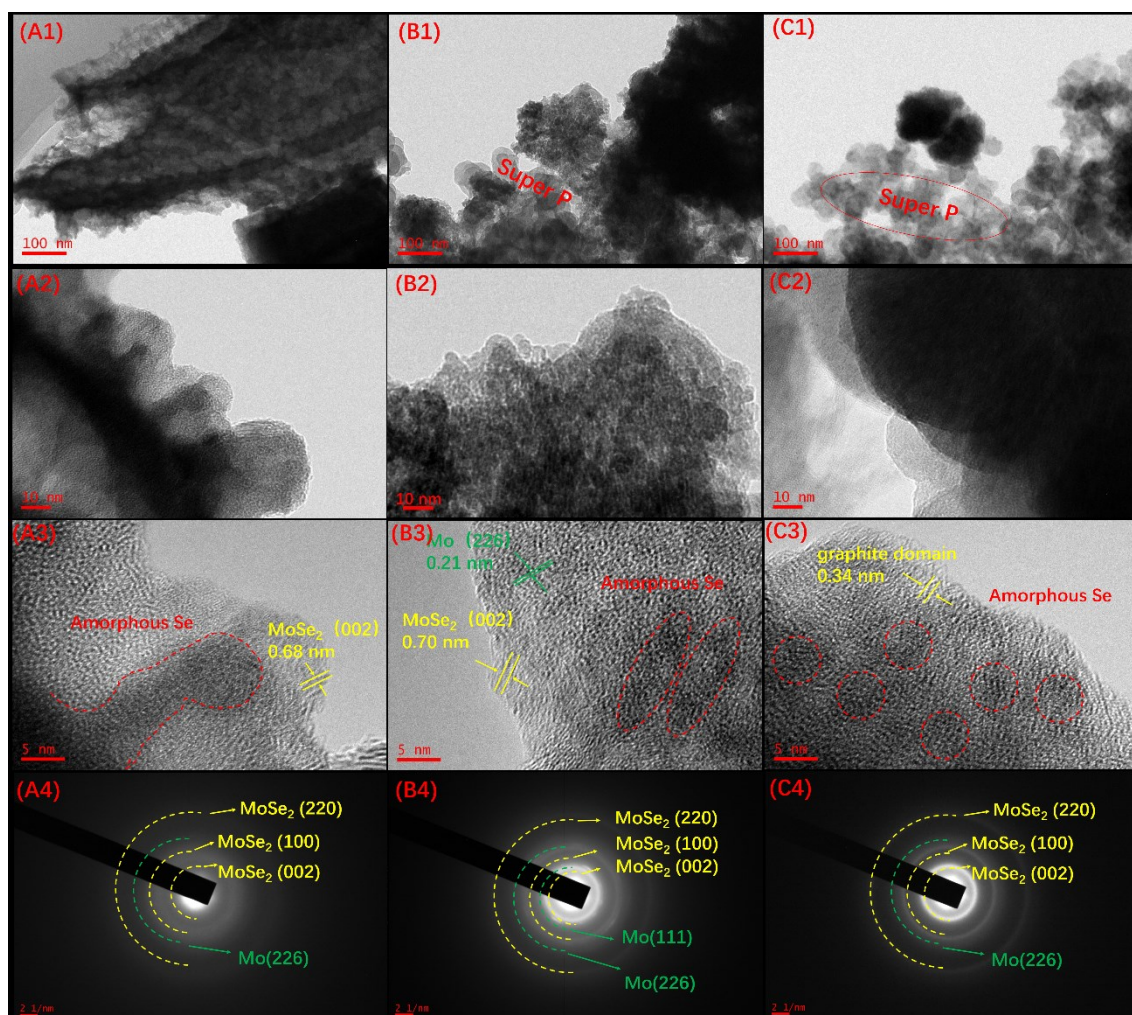 (A1)
100 nm
(B1)
Super P
100 nm
(C1)
Super P
100 nm
(A2)
10 nm
(B2)
10 nm
(C2)
10 nm
(A3)
Amorphous Se
MoSe₂ (002)
0.68 nm
5 nm
(B3)
Mo (226)
0.21 nm
Amorphous Se
MoSe₂ (002)
0.70 nm
5 nm
(C3)
graphite domain
0.34 nm
Amorphous Se
5 nm
(A4)
MoSe₂ (220)
MoSe₂ (100)
MoSe₂ (002)
Mo(226)
2 1/nm
(B4)
MoSe₂ (220)
MoSe₂ (100)
MoSe₂ (002)
Mo(111)
Mo(226)
2 1/nm
(C4)
MoSe₂ (220)
MoSe₂ (100)
MoSe₂ (002)
Mo(226)
2 1/nm